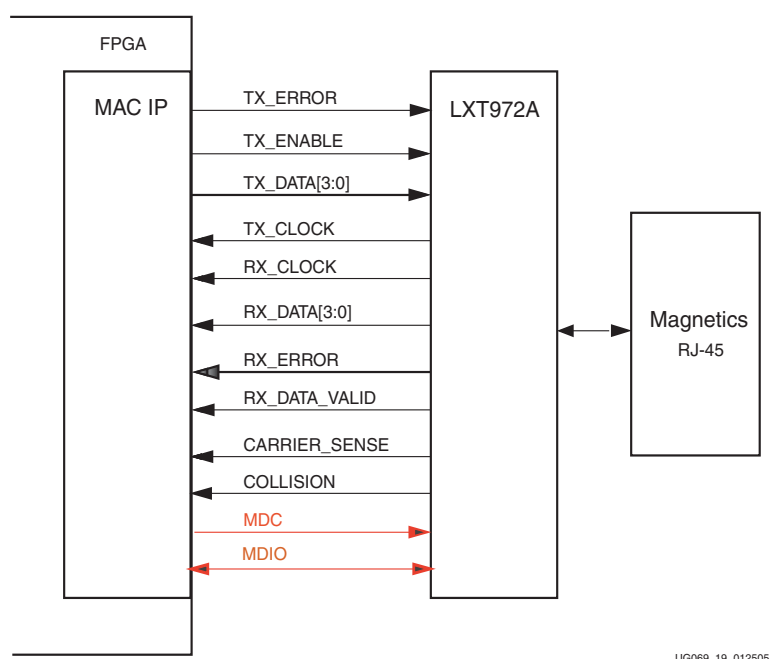 FPGA
MAC IP
LXT972A
TX_ERROR
TX_ENABLE
TX_DATA[3:0]
TX_CLOCK
RX_CLOCK
RX_DATA[3:0]
RX_ERROR
RX_DATA_VALID
CARRIER_SENSE
COLLISION
MDC
MDIO
Magnetics
RJ-45
UG069_19_012505